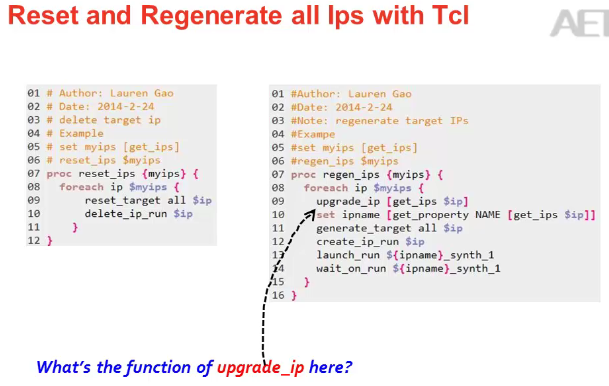 Reset and Regenerate all Ips with Tcl
AET
01 # Author: Lauren Gao
02 # Date: 2014-2-24
03 # delete target ip
04 # Example
05 # set myips [get_ips]
06 # reset_ips $myips
07 proc reset_ips {myips} {
08 foreach ip $myips {
09 reset_target all $ip
10 delete_ip_run $ip
11 }
12 }
01 #Author: Lauren Gao
02 #Date: 2014-2-24
03 #Note: regenerate target IPs
04 #Exampe
05 #set myips [get_ips]
06 #regen_ips $myips
07 proc regen_ips {myips} {
08 foreach ip $myips {
09 upgrade_ip [get_ips $ip]
10 set ipname [get_property NAME [get_ips $ip]]
11 generate_target all $ip
12 create_ip_run $ip
13 launch_run ${ipname}_synth_1
14 wait_on_run ${ipname}_synth_1
15 }
16 }
What's the function of upgrade_ip here?